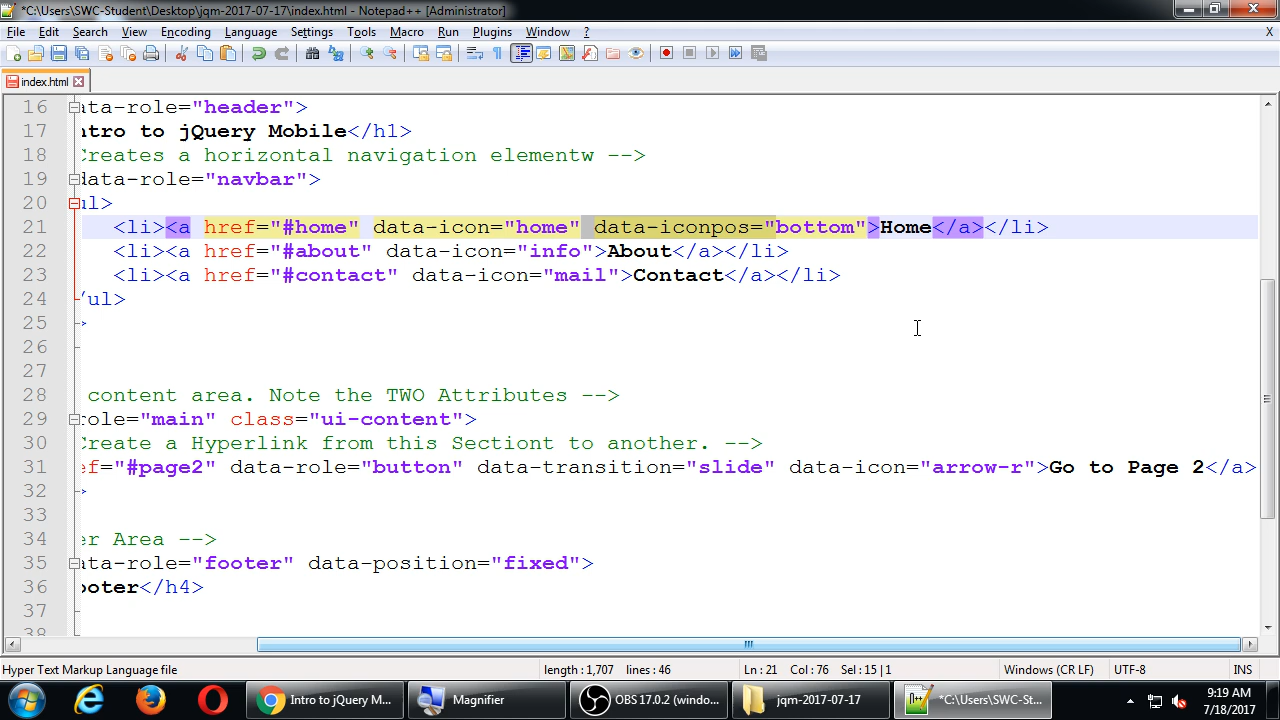 *C:\Users\SWC-Student\Desktop\jqm-2017-07-17\index.html - Notepad++ [Administrator]
File Edit Search View Encoding Language Settings Tools Macro Run Plugins Window ? X
index.html
16 ata-role="header">
17 ntro to jQuery Mobile</h1>
18 Creates a horizontal navigation elementw -->
19 data-role="navbar">
20 ul>
21 <li><a href="#home" data-icon="home" data-iconpos="bottom">Home</a></li>
22 <li><a href="#about" data-icon="info">About</a></li>
23 <li><a href="#contact" data-icon="mail">Contact</a></li>
24 /ul>
25 >
26
27
28 content area. Note the TWO Attributes -->
29 role="main" class="ui-content">
30 Create a Hyperlink from this Sectiont to another. -->
31 ef="#page2" data-role="button" data-transition="slide" data-icon="arrow-r">Go to Page 2</a>
32 >
33
34 er Area -->
35 ata-role="footer" data-position="fixed">
36 ooter</h4>
37
38
Hyper Text Markup Language file length : 1,707 lines : 46 Ln : 21 Col : 76 Sel : 15 | 1 Windows (CR LF) UTF-8 INS
Intro to jQuery M... Magnifier OBS 17.0.2 (windo... jqm-2017-07-17 *C:\Users\SWC-St... 9:19 AM
7/18/2017